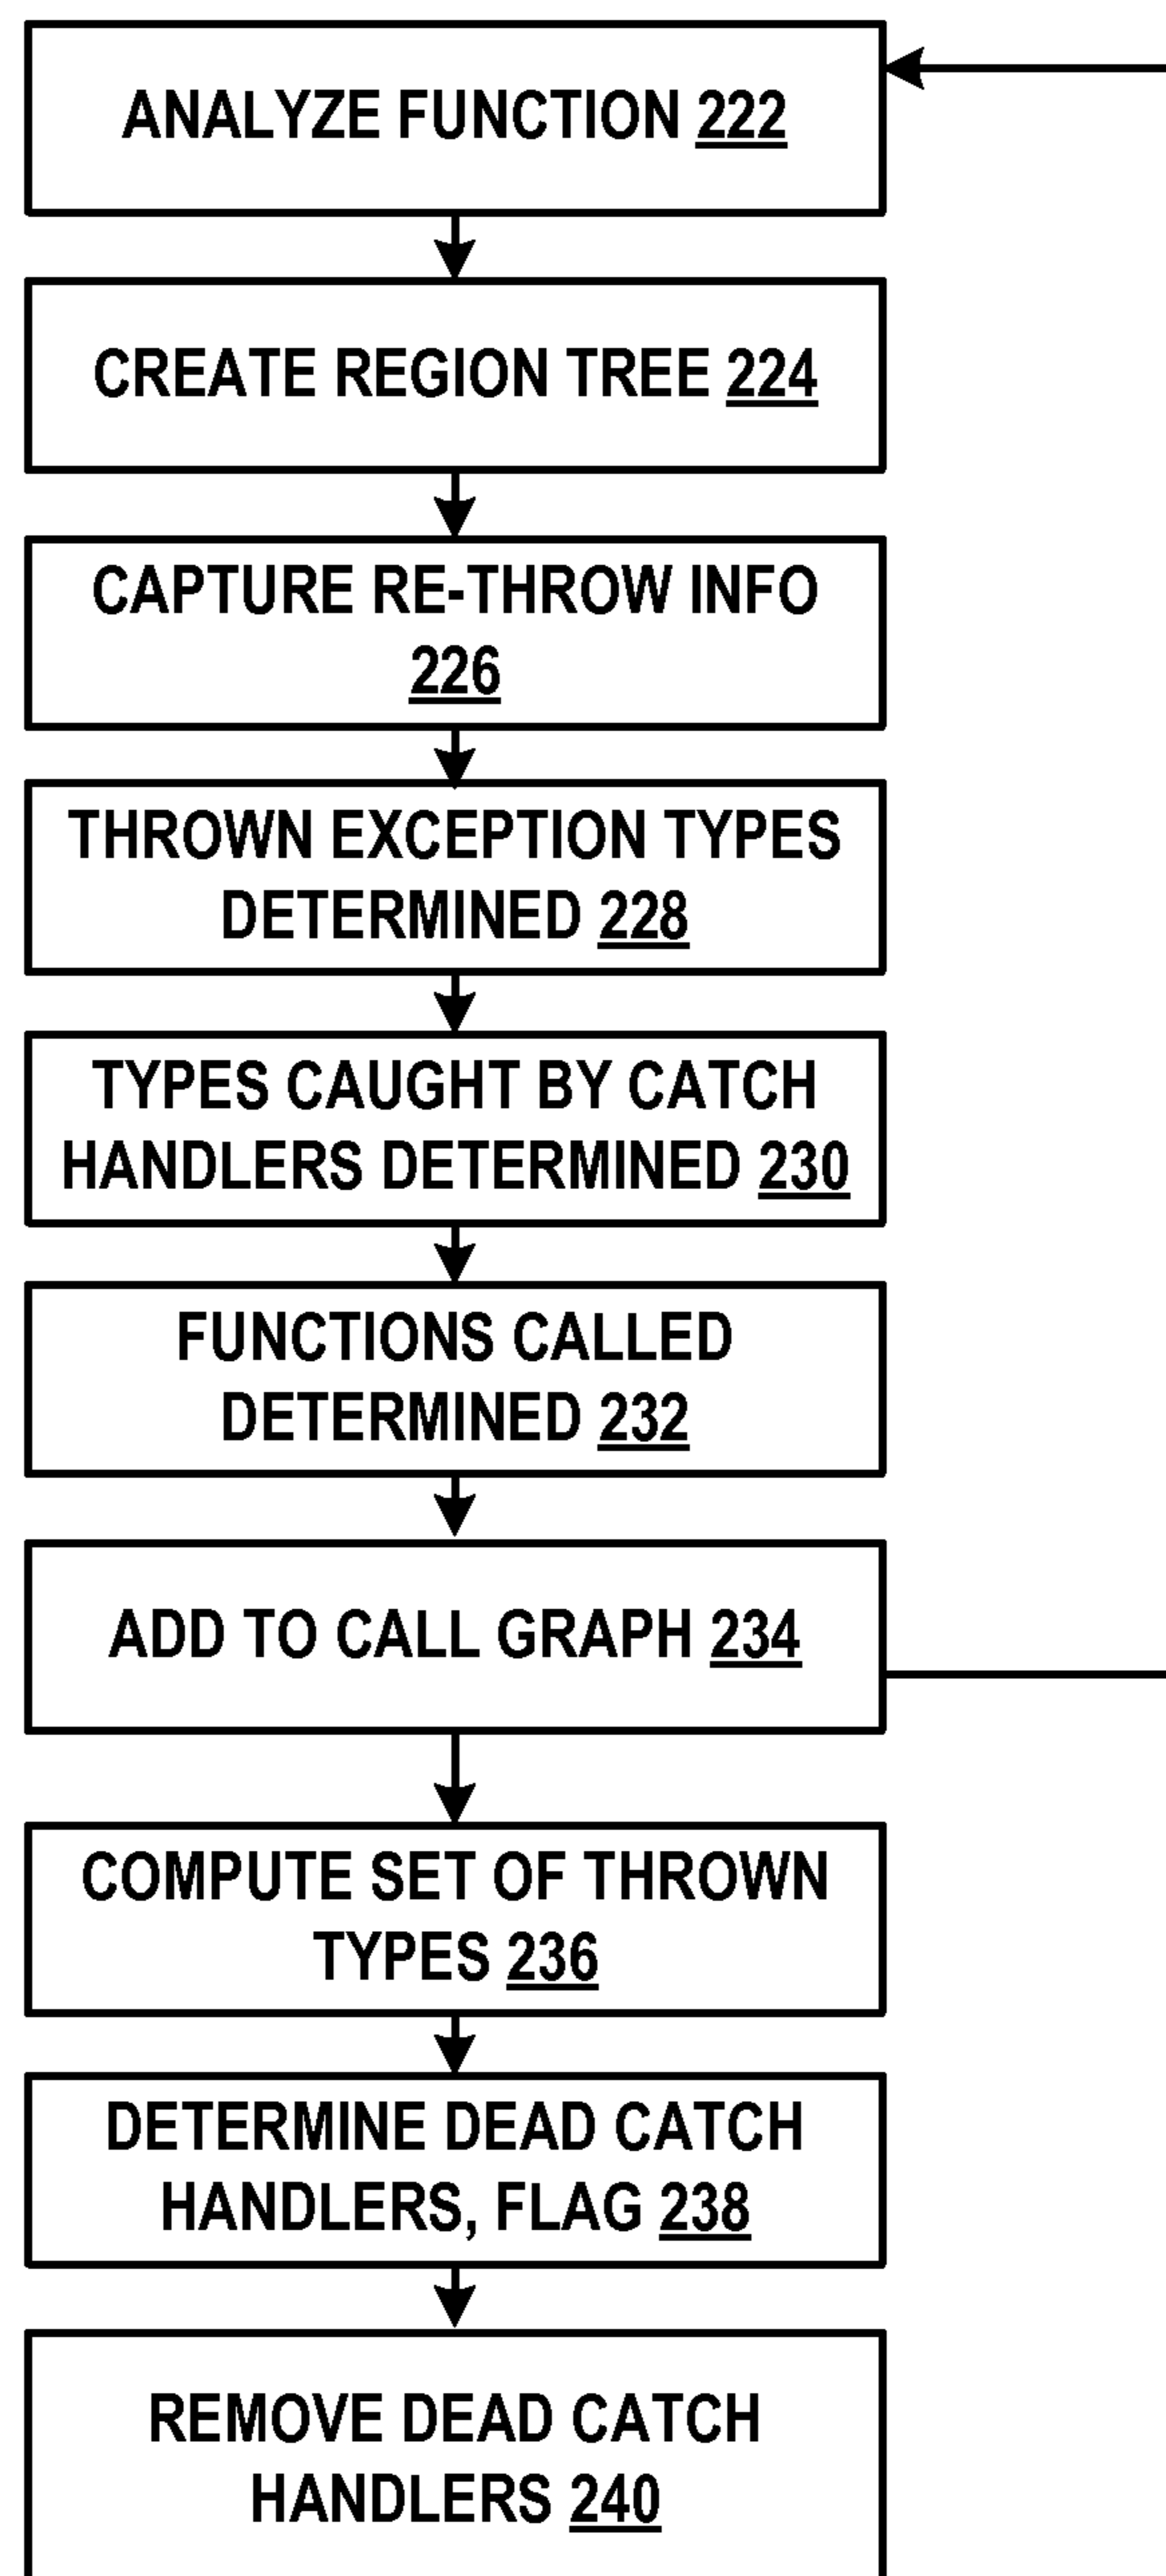 ANALYZE FUNCTION 222
CREATE REGION TREE 224
CAPTURE RE-THROW INFO
226
THROWN EXCEPTION TYPES
DETERMINED 228
TYPES CAUGHT BY CATCH
HANDLERS DETERMINED 230
FUNCTIONS CALLED
DETERMINED 232
ADD TO CALL GRAPH 234
COMPUTE SET OF THROWN
TYPES 236
DETERMINE DEAD CATCH
HANDLERS, FLAG 238
REMOVE DEAD CATCH
HANDLERS 240